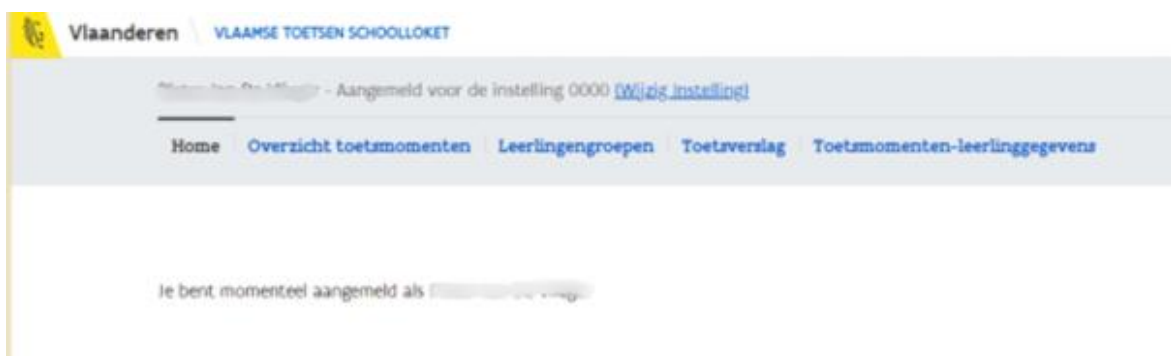 Vlaanderen VLAAMSE TOETSEN SCHOOLLOKET
- Aangemeld voor de instelling 0000 (Wijzig instelling)
Home Overzicht toetsmomenten Leerlingengroepen Toetsverslag Toetsmomenten-leerlinggegevens
Je bent momenteel aangemeld als